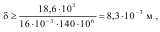 δ ≥ 18,6·10³ / 16·10⁻³·140·10⁶ = 8,3·10⁻³ м ,